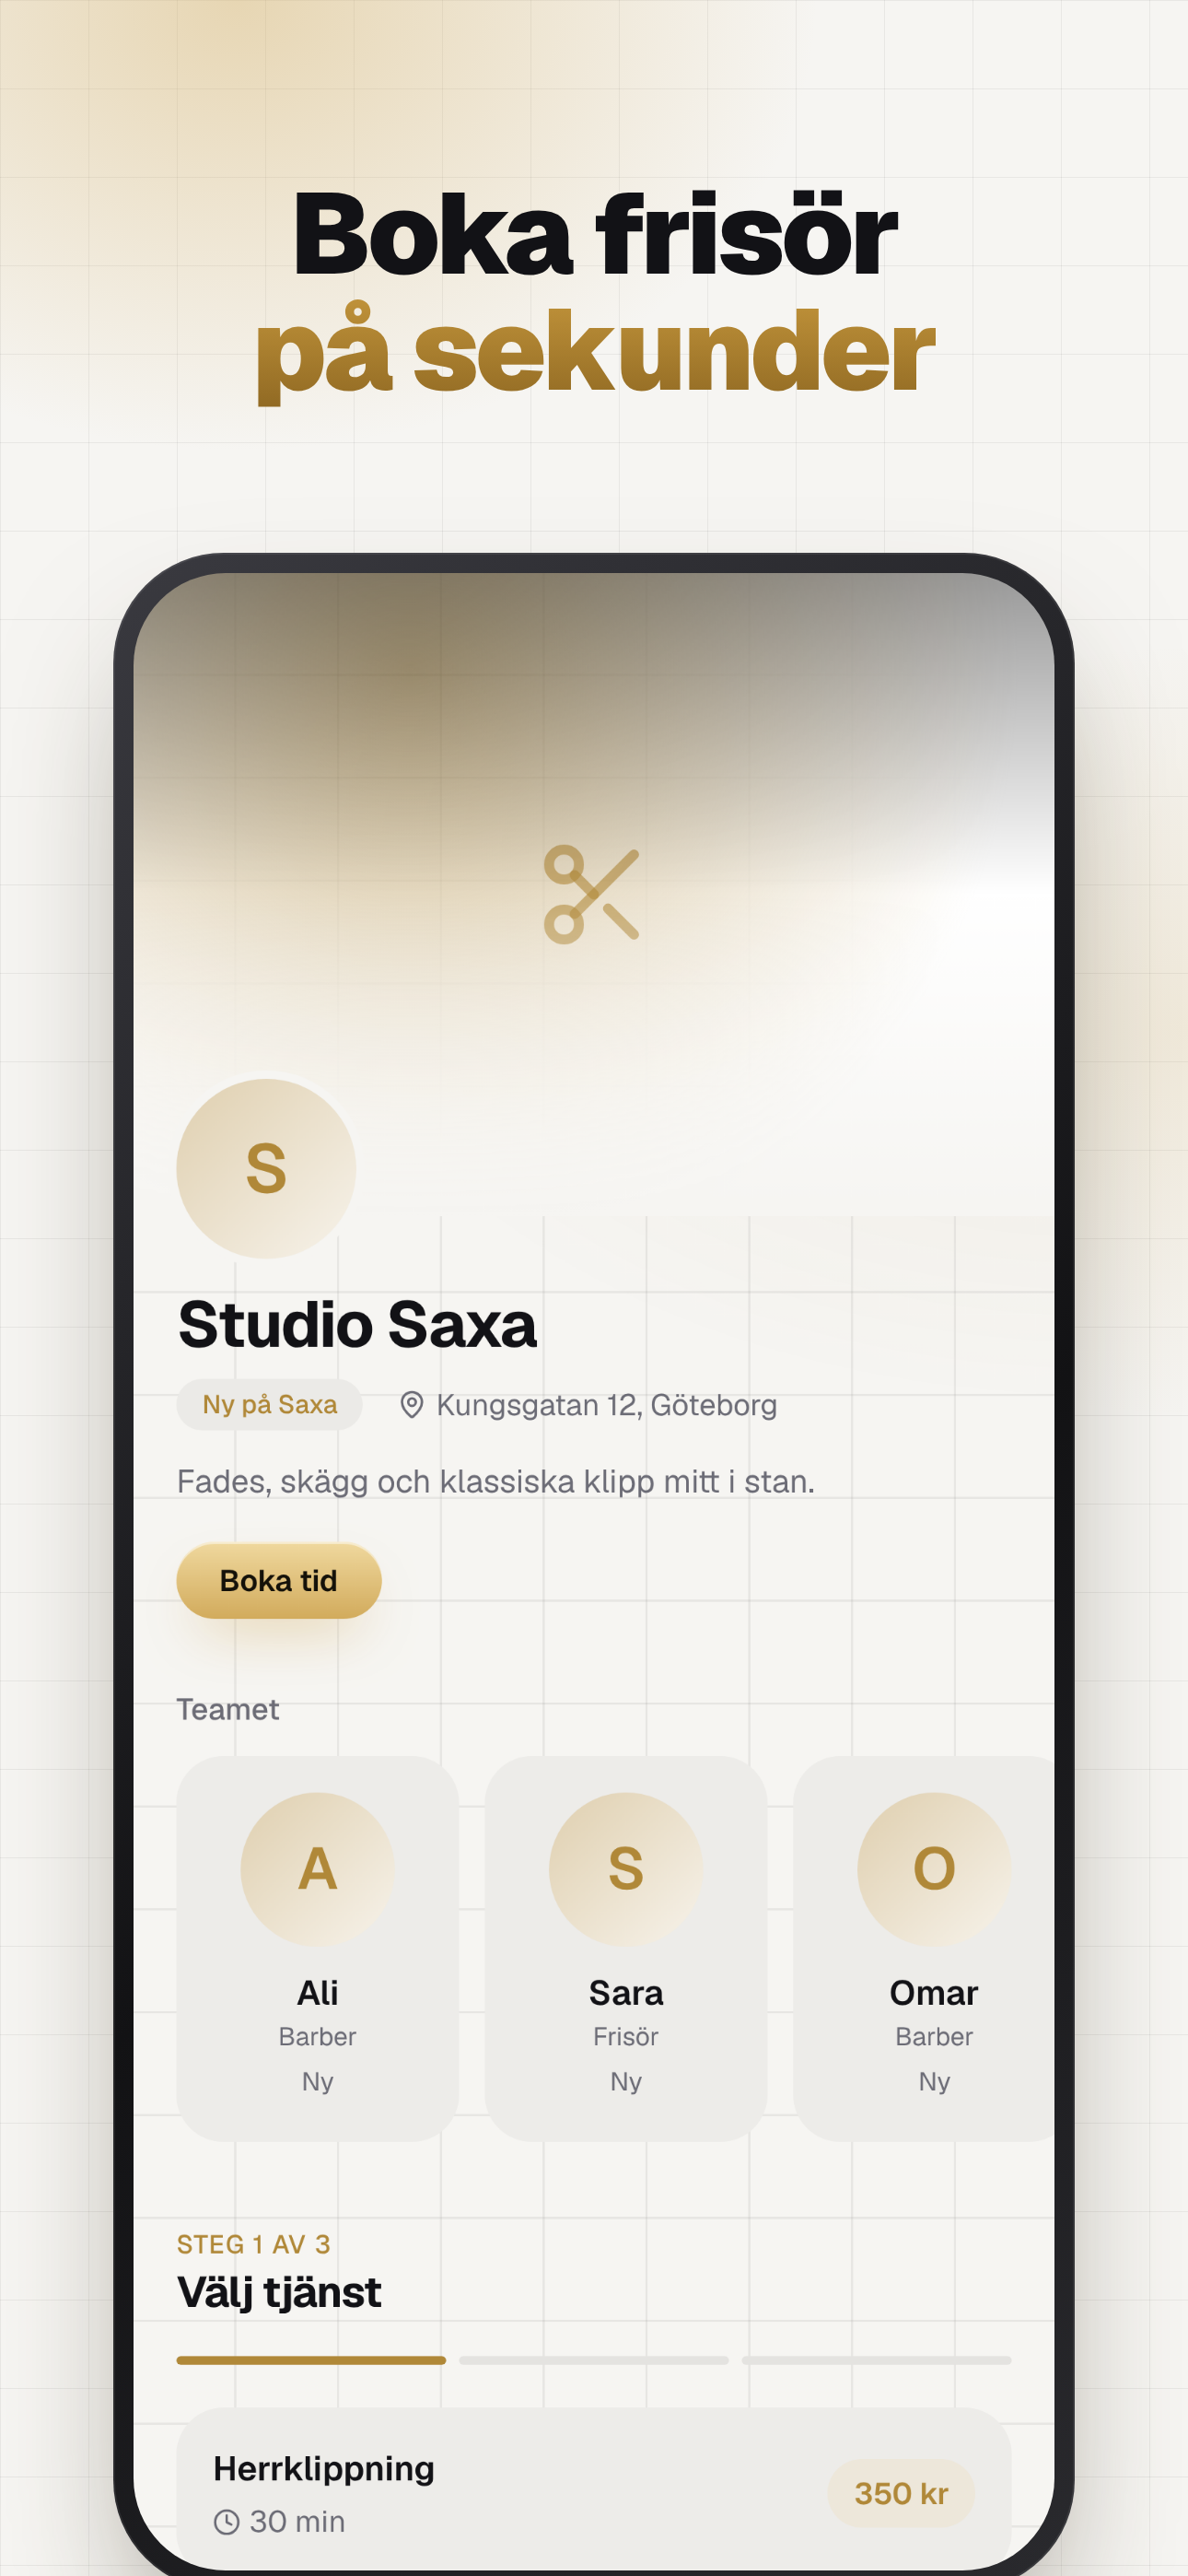 Boka frisör
på sekunder
S
Studio Saxa
Ny på Saxa
Kungsgatan 12, Göteborg
Fades, skägg och klassiska klipp mitt i stan.
Boka tid
Teamet
A
Ali
Barber
Ny
S
Sara
Frisör
Ny
O
Omar
Barber
Ny
STEG 1 AV 3
Välj tjänst
Herrklippning
30 min
350 kr